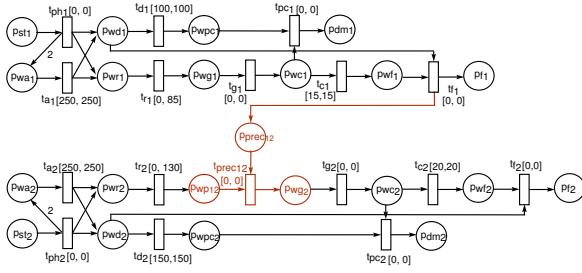 tph1[0, 0]
td1[100,100]
tpc1[0, 0]
pst1
pwd1
pwpc1
pdm1
2
pwa1
pwr1
pwg1
pwc1
pwf1
pf1
ta1[250, 250]
tr1[0, 85]
tg1
[0, 0]
tc1
[15,15]
tf1
[0, 0]
Pprec12
ta2[250, 250]
tr2[0, 130]
tprec12
[0, 0]
tg2[0, 0]
tc2[20,20]
tf2[0,0]
pwa2
pwr2
pwp12
pwg2
pwc2
pwf2
pf2
2
pst2
pwd2
pwpc2
pdm2
tph2[0, 0]
td2[150,150]
tpc2[0, 0]